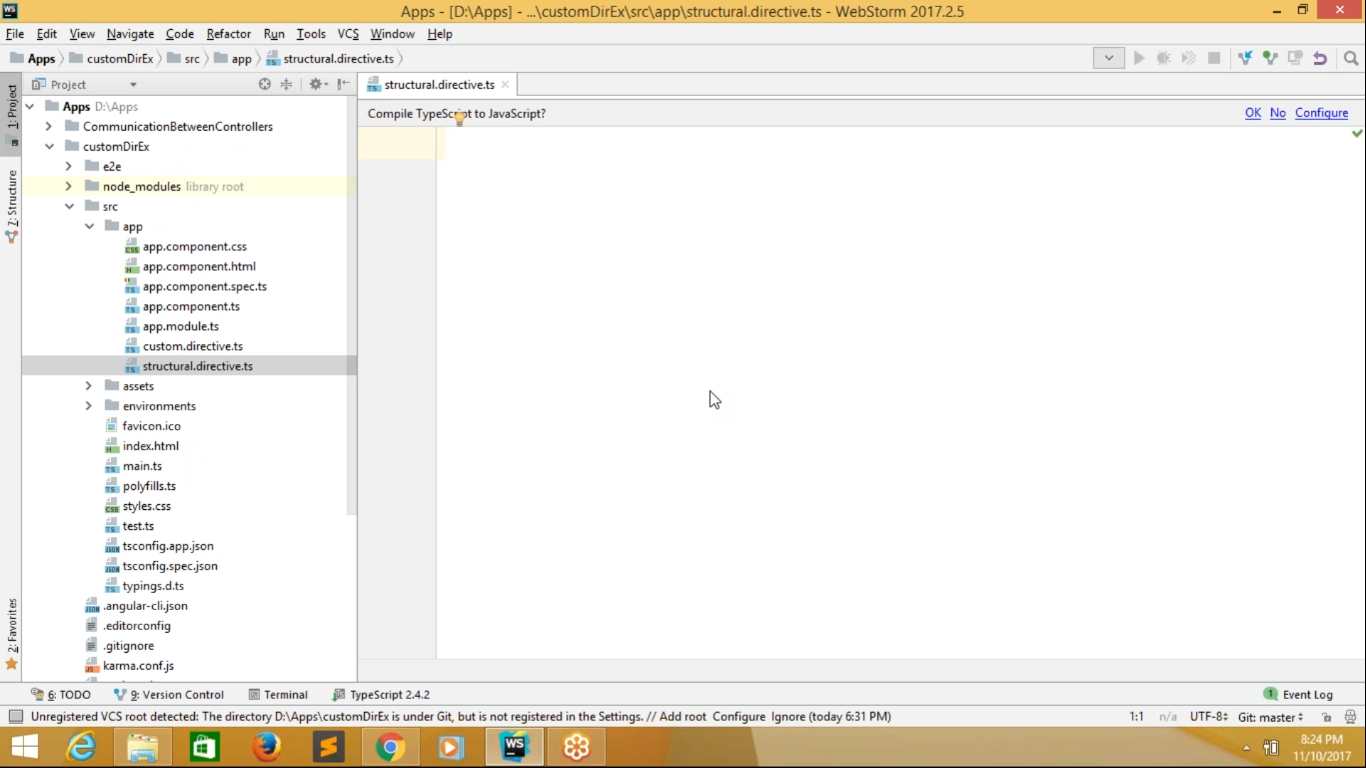 WS
Apps - [D:\Apps] - ...\customDirEx\src\app\structural.directive.ts - WebStorm 2017.2.5
File Edit View Navigate Code Refactor Run Tools VCS Window Help
Apps customDirEx src app structural.directive.ts
1: Project
Z: Structure
2: Favorites
Project
Apps D:\Apps
CommunicationBetweenControllers
customDirEx
e2e
node_modules library root
src
app
app.component.css
app.component.html
app.component.spec.ts
app.component.ts
app.module.ts
custom.directive.ts
structural.directive.ts
assets
environments
favicon.ico
index.html
main.ts
polyfills.ts
styles.css
test.ts
tsconfig.app.json
tsconfig.spec.json
typings.d.ts
.angular-cli.json
.editorconfig
.gitignore
karma.conf.js
structural.directive.ts
Compile TypeScript to JavaScript? OK No Configure
6: TODO 9: Version Control Terminal TypeScript 2.4.2 1 Event Log
Unregistered VCS root detected: The directory D:\Apps\customDirEx is under Git, but is not registered in the Settings. // Add root Configure Ignore (today 6:31 PM) 1:1 n/a UTF-8 Git: master
WS
8:24 PM
11/10/2017